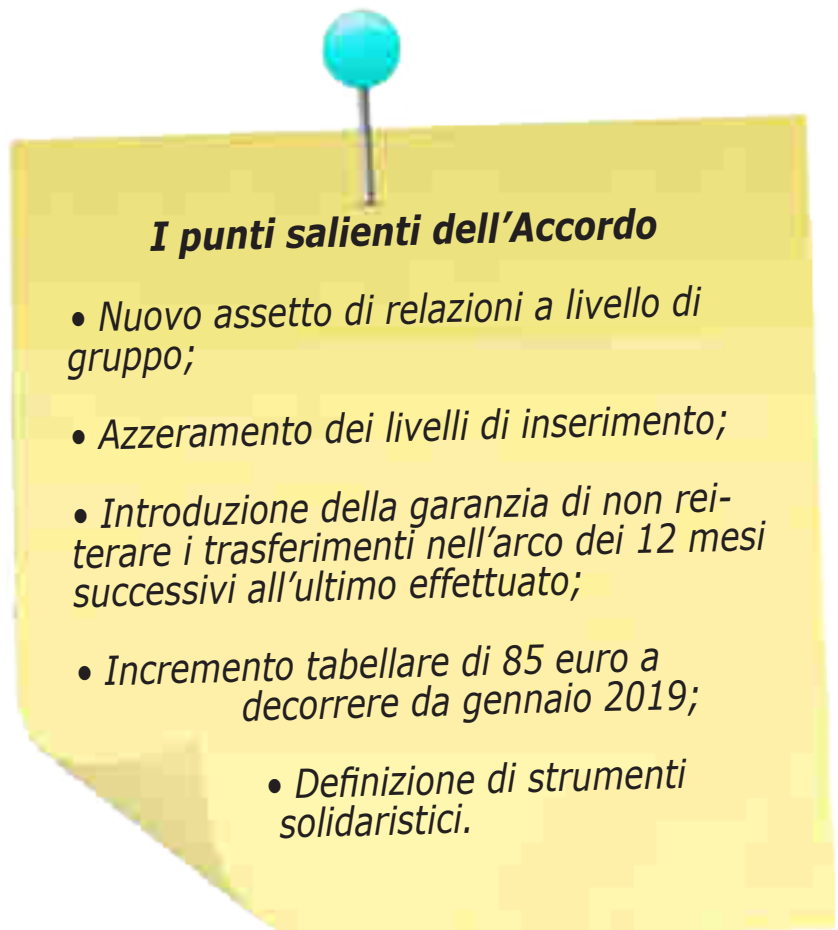 I punti salienti dell'Accordo
• Nuovo assetto di relazioni a livello di
gruppo;
• Azzeramento dei livelli di inserimento;
• Introduzione della garanzia di non rei-
terare i trasferimenti nell'arco dei 12 mesi
successivi all'ultimo effettuato;
• Incremento tabellare di 85 euro a
decorrere da gennaio 2019;
• Definizione di strumenti
solidaristici.